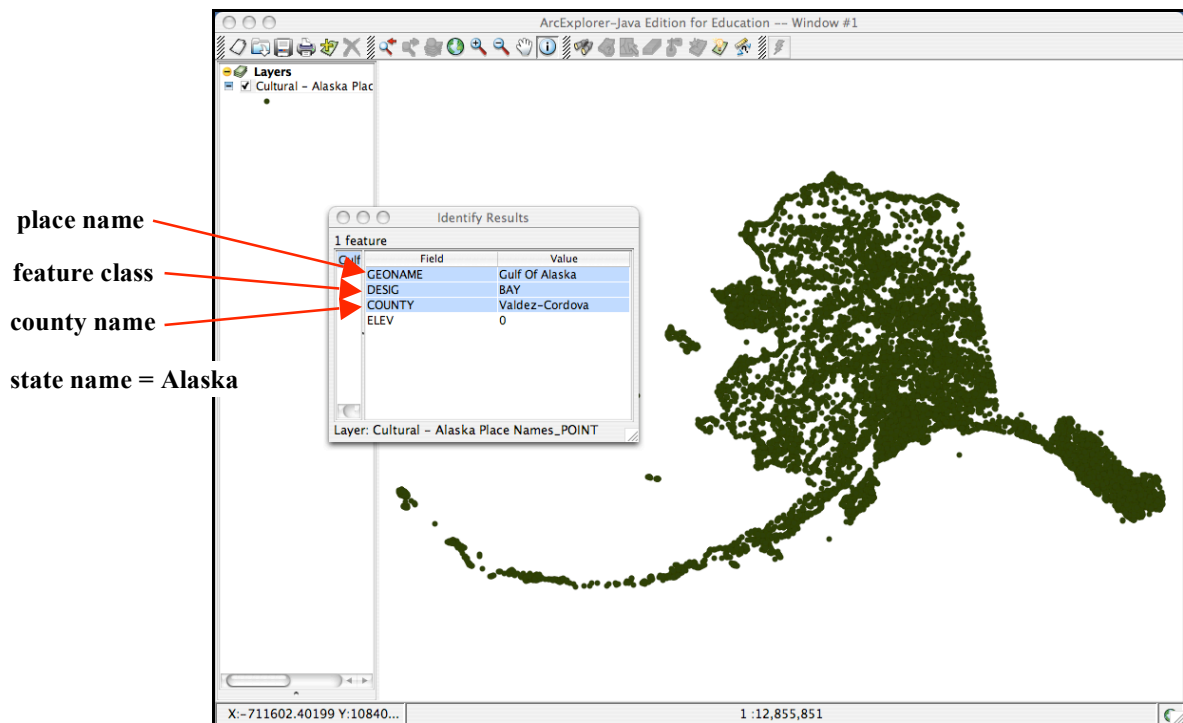 ArcExplorer-Java Edition for Education -- Window #1
Layers
Cultural - Alaska Plac
place name
feature class
county name
state name = Alaska
Identify Results
1 feature
Gulf Field Value
GEONAME Gulf Of Alaska
DESIG BAY
COUNTY Valdez-Cordova
ELEV 0
Layer: Cultural - Alaska Place Names_POINT
X:-711602.40199 Y:10840... 1 :12,855,851